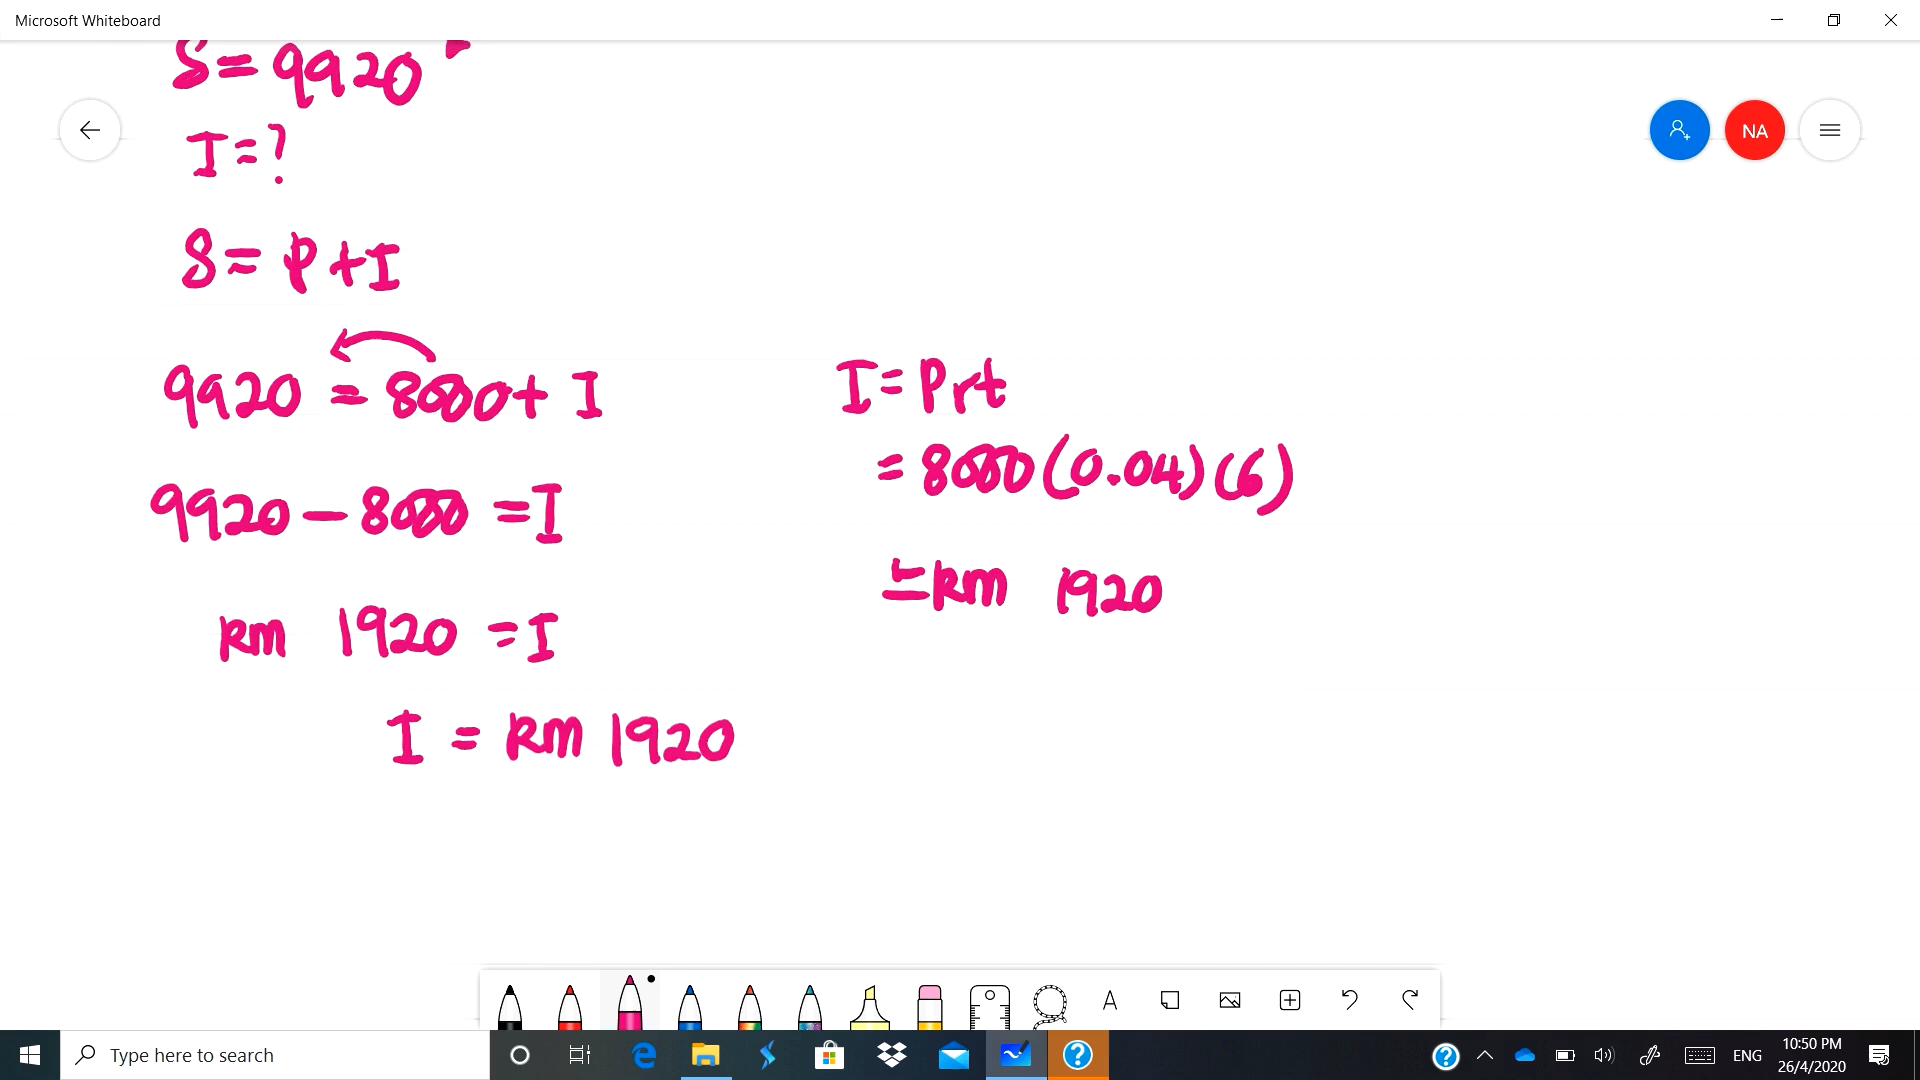 Microsoft Whiteboard
S = 9920
I = ?
S = P + I
9920 = 8000 + I
9920 - 8000 = I
RM 1920 = I
I = RM 1920
I = Prt
= 8000 (0.04) (6)
= RM 1920
NA
A
Type here to search
ENG
10:50 PM
26/4/2020